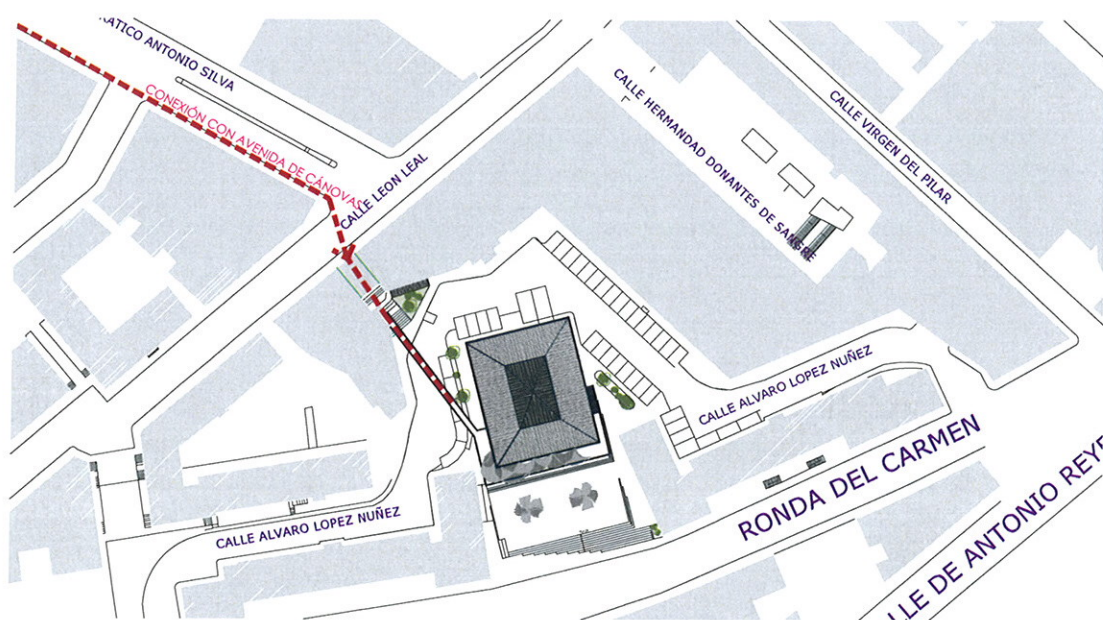 RATICO ANTONIO SILVA
CONEXIÓN CON AVENIDA DE CÁNOVAS
CALLE LEON LEAL
CALLE HERMANDAD DONANTES DE SANGRE
CALLE VIRGEN DEL PILAR
CALLE ALVARO LOPEZ NUÑEZ
RONDA DEL CARMEN
CALLE ALVARO LOPEZ NUÑEZ
LLE DE ANTONIO REYE